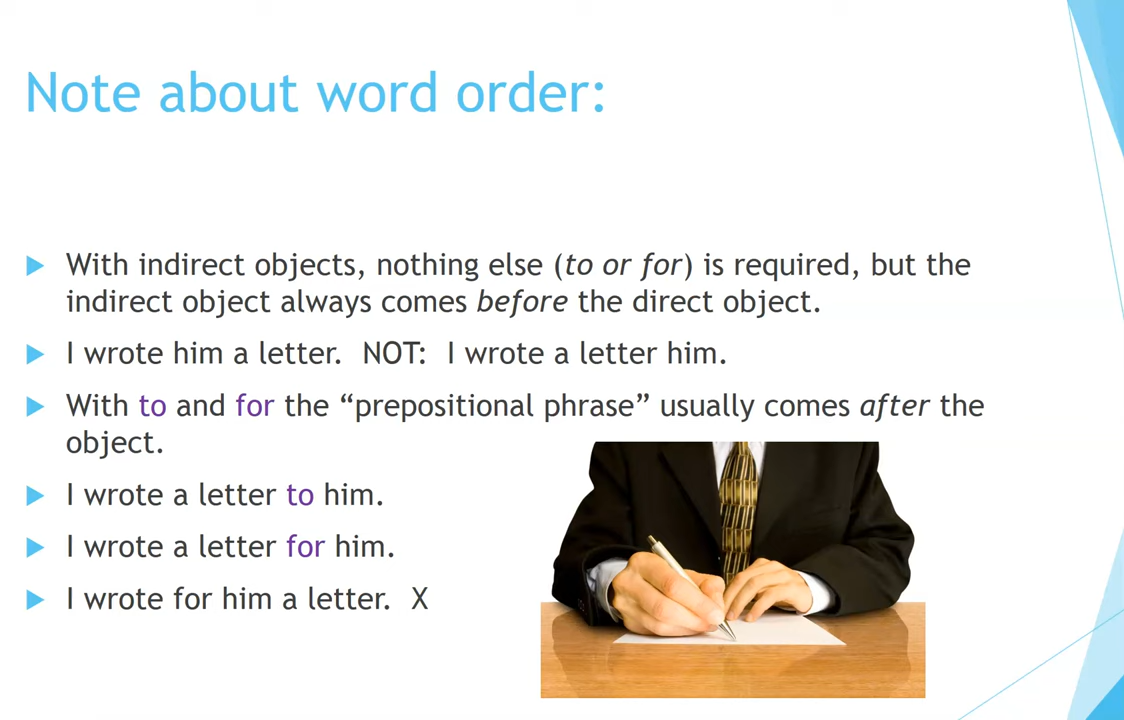 Note about word order:
With indirect objects, nothing else (to or for) is required, but the
indirect object always comes before the direct object.
I wrote him a letter.  NOT:  I wrote a letter him.
With to and for the “prepositional phrase” usually comes after the
object.
I wrote a letter to him.
I wrote a letter for him.
I wrote for him a letter.  X